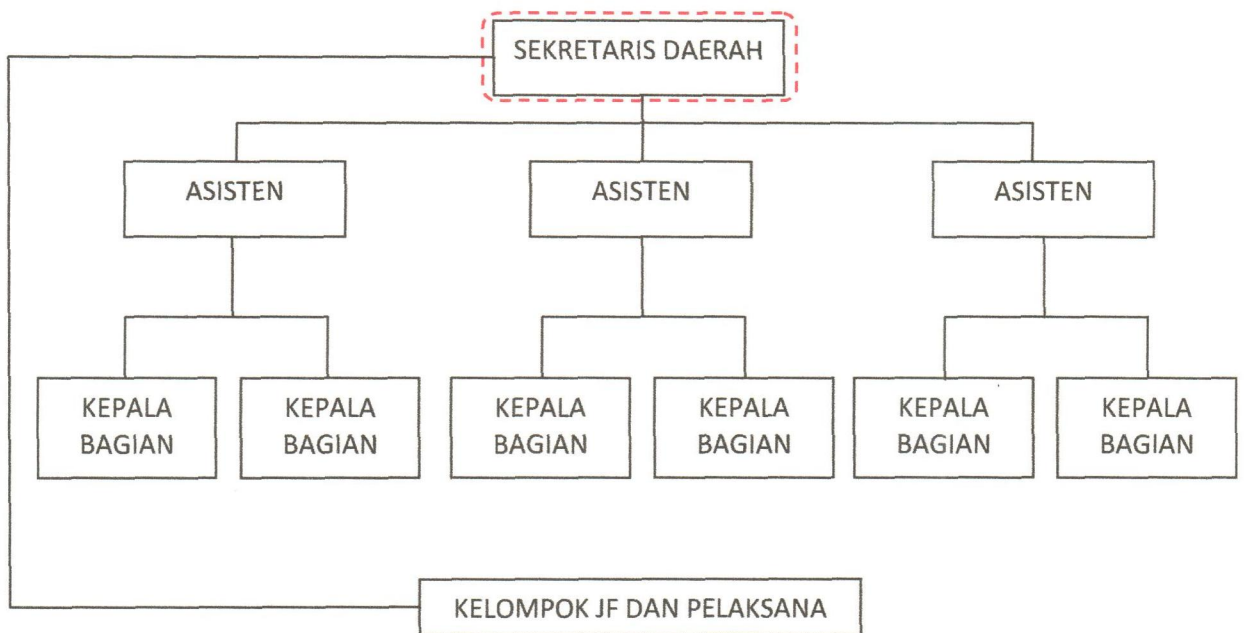 SEKRETARIS DAERAH
ASISTEN
ASISTEN
ASISTEN
KEPALA
BAGIAN
KEPALA
BAGIAN
KEPALA
BAGIAN
KEPALA
BAGIAN
KEPALA
BAGIAN
KEPALA
BAGIAN
KELOMPOK JF DAN PELAKSANA